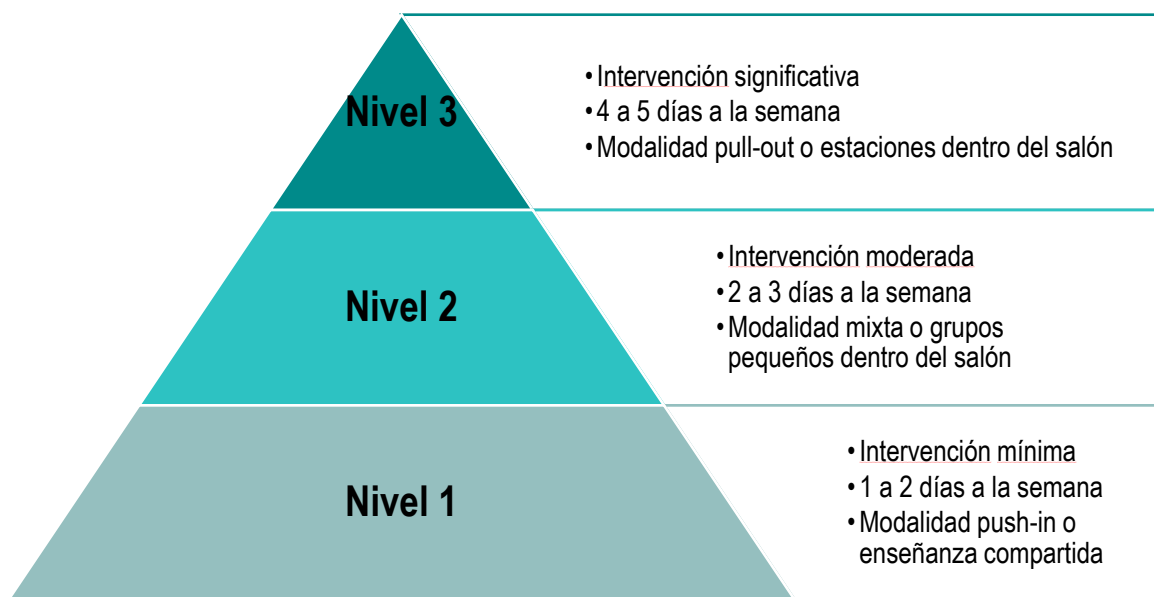 Nivel 3
• Intervención significativa
• 4 a 5 días a la semana
• Modalidad pull-out o estaciones dentro del salón
Nivel 2
• Intervención moderada
• 2 a 3 días a la semana
• Modalidad mixta o grupos
pequeños dentro del salón
Nivel 1
• Intervención mínima
• 1 a 2 días a la semana
• Modalidad push-in o
enseñanza compartida